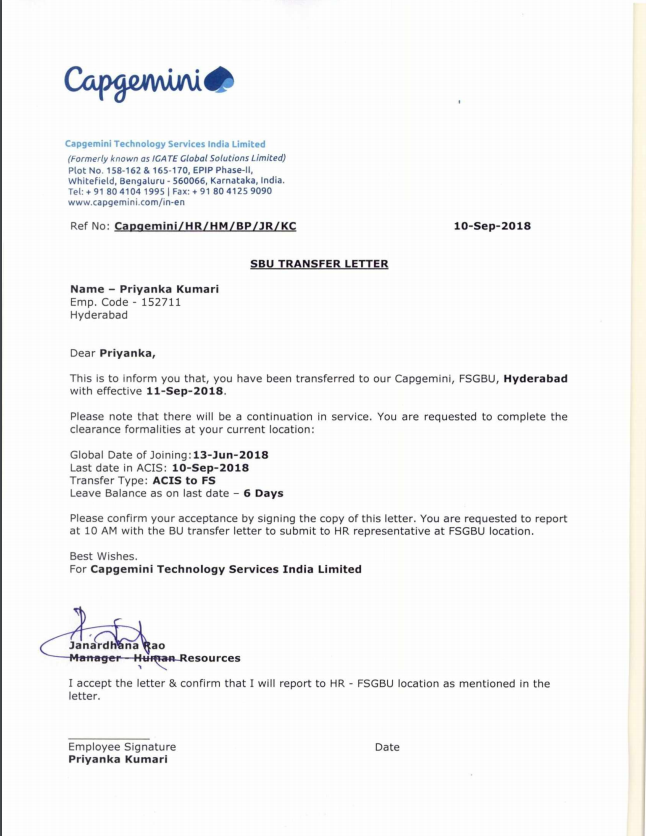 Capgemini
Capgemini Technology Services India Limited
(Formerly known as IGATE Global Solutions Limited)
Plot No. 158-162 & 165-170, EPIP Phase-II,
Whitefield, Bengaluru - 560066, Karnataka, India.
Tel: + 91 80 4104 1995 | Fax: + 91 80 4125 9090
www.capgemini.com/in-en
Ref No: Capgemini/HR/HM/BP/JR/KC 10-Sep-2018
SBU TRANSFER LETTER
Name – Priyanka Kumari
Emp. Code - 152711
Hyderabad
Dear Priyanka,
This is to inform you that, you have been transferred to our Capgemini, FSGBU, Hyderabad
with effective 11-Sep-2018.
Please note that there will be a continuation in service. You are requested to complete the
clearance formalities at your current location:
Global Date of Joining:13-Jun-2018
Last date in ACIS: 10-Sep-2018
Transfer Type: ACIS to FS
Leave Balance as on last date – 6 Days
Please confirm your acceptance by signing the copy of this letter. You are requested to report
at 10 AM with the BU transfer letter to submit to HR representative at FSGBU location.
Best Wishes.
For Capgemini Technology Services India Limited
Janardhana Rao
Manager - Human Resources
I accept the letter & confirm that I will report to HR - FSGBU location as mentioned in the
letter.
Employee Signature Date
Priyanka Kumari